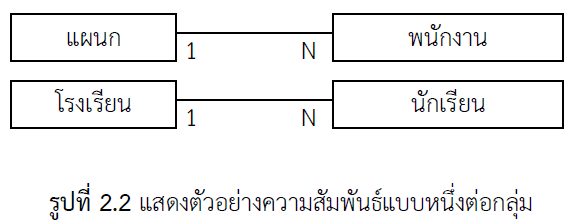 แผนก 1 N พนักงาน
โรงเรียน 1 N นักเรียน
รูปที่ 2.2 แสดงตัวอย่างความสัมพันธ์แบบหนึ่งต่อกลุ่ม